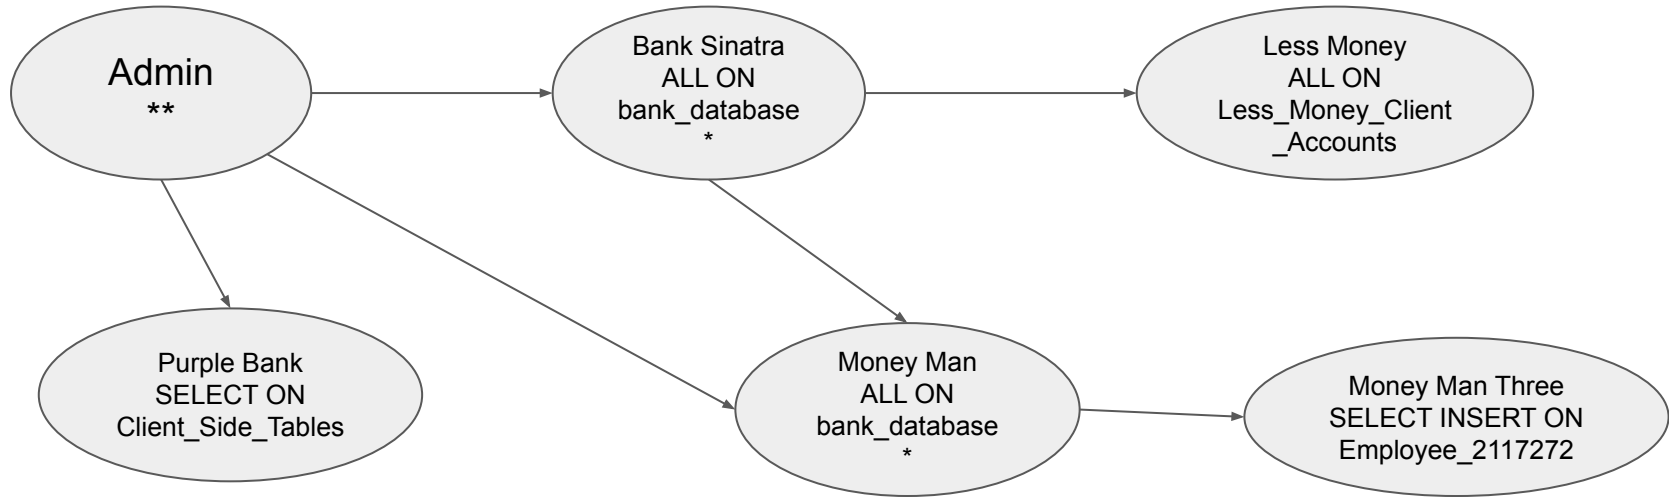 Admin
**
Bank Sinatra
ALL ON
bank_database
*
Less Money
ALL ON
Less_Money_Client
_Accounts
Purple Bank
SELECT ON
Client_Side_Tables
Money Man
ALL ON
bank_database
*
Money Man Three
SELECT INSERT ON
Employee_2117272